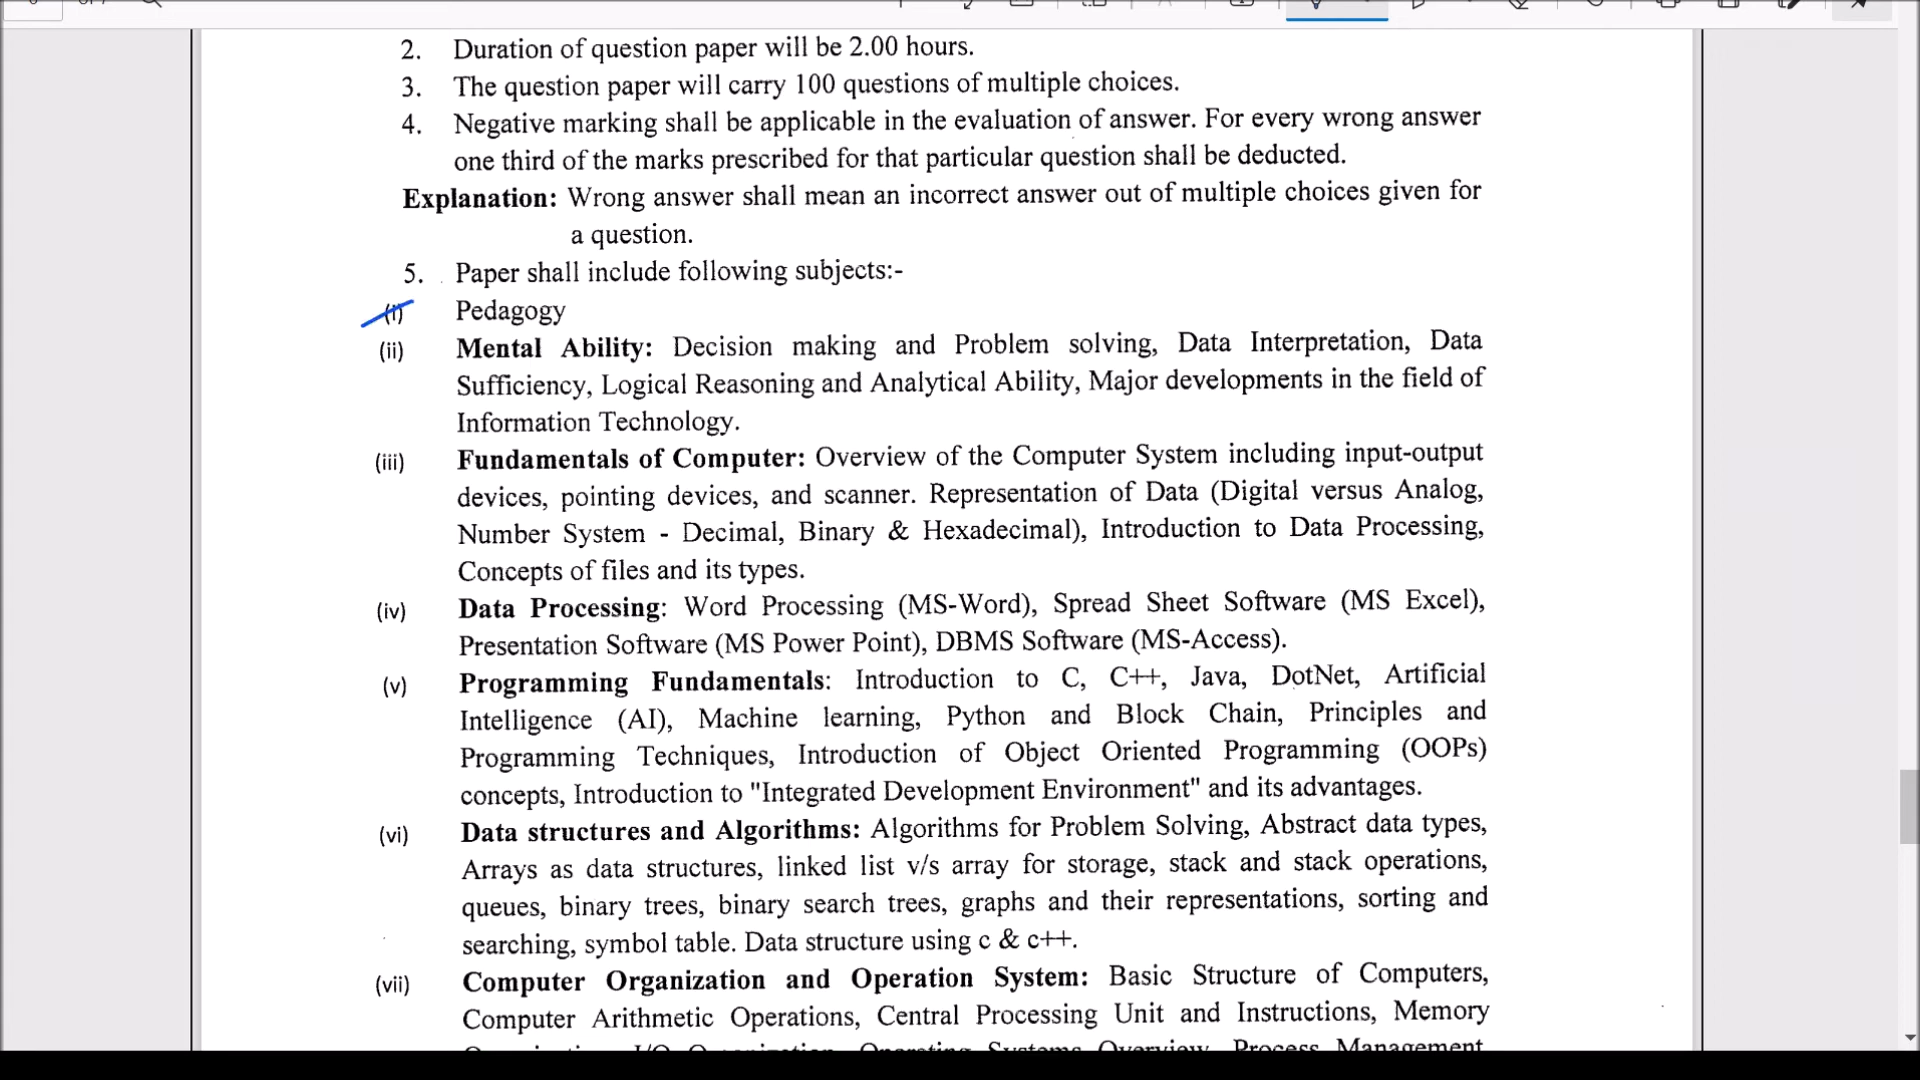 2. Duration of question paper will be 2.00 hours.
3. The question paper will carry 100 questions of multiple choices.
4. Negative marking shall be applicable in the evaluation of answer. For every wrong answer
one third of the marks prescribed for that particular question shall be deducted.
Explanation: Wrong answer shall mean an incorrect answer out of multiple choices given for
a question.
5. Paper shall include following subjects:-
(i) Pedagogy
(ii) Mental Ability: Decision making and Problem solving, Data Interpretation, Data
Sufficiency, Logical Reasoning and Analytical Ability, Major developments in the field of
Information Technology.
(iii) Fundamentals of Computer: Overview of the Computer System including input-output
devices, pointing devices, and scanner. Representation of Data (Digital versus Analog,
Number System - Decimal, Binary & Hexadecimal), Introduction to Data Processing,
Concepts of files and its types.
(iv) Data Processing: Word Processing (MS-Word), Spread Sheet Software (MS Excel),
Presentation Software (MS Power Point), DBMS Software (MS-Access).
(v) Programming Fundamentals: Introduction to C, C++, Java, DotNet, Artificial
Intelligence (AI), Machine learning, Python and Block Chain, Principles and
Programming Techniques, Introduction of Object Oriented Programming (OOPs)
concepts, Introduction to "Integrated Development Environment" and its advantages.
(vi) Data structures and Algorithms: Algorithms for Problem Solving, Abstract data types,
Arrays as data structures, linked list v/s array for storage, stack and stack operations,
queues, binary trees, binary search trees, graphs and their representations, sorting and
searching, symbol table. Data structure using c & c++.
(vii) Computer Organization and Operation System: Basic Structure of Computers,
Computer Arithmetic Operations, Central Processing Unit and Instructions, Memory
Organization, I/O Organization, Operating Systems Overview, Process Management